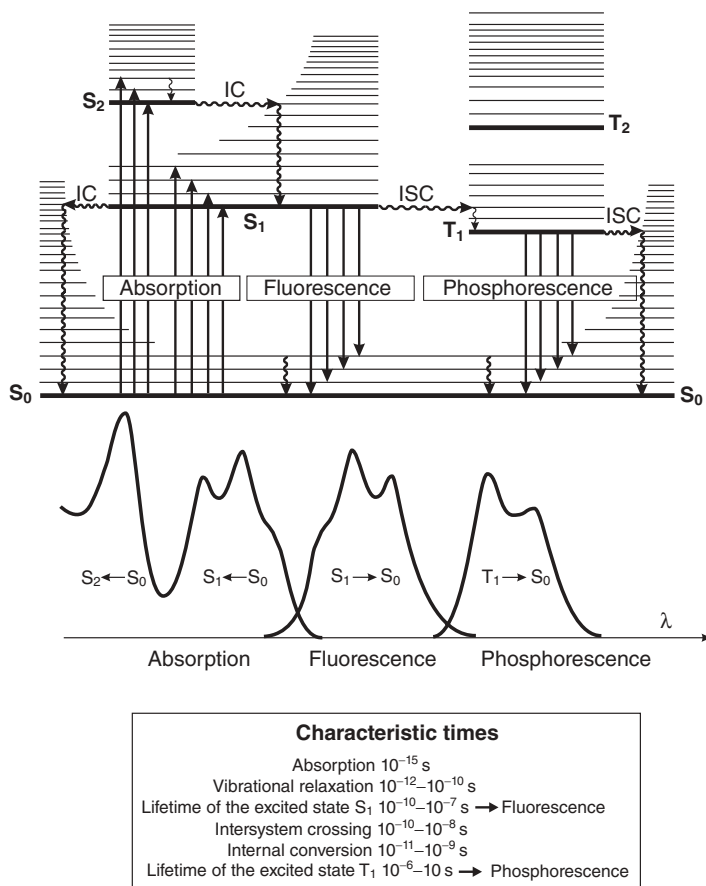 S₂
IC
T₂
IC
S₁
ISC
T₁
ISC
Absorption
Fluorescence
Phosphorescence
S₀
S₀
S₂←S₀
S₁←S₀
S₁→S₀
T₁→S₀
λ
Absorption
Fluorescence
Phosphorescence
Characteristic times
Absorption 10⁻¹⁵ s
Vibrational relaxation 10⁻¹²–10⁻¹⁰ s
Lifetime of the excited state S₁ 10⁻¹⁰–10⁻⁷ s → Fluorescence
Intersystem crossing 10⁻¹⁰–10⁻⁸ s
Internal conversion 10⁻¹¹–10⁻⁹ s
Lifetime of the excited state T₁ 10⁻⁶–10 s → Phosphorescence